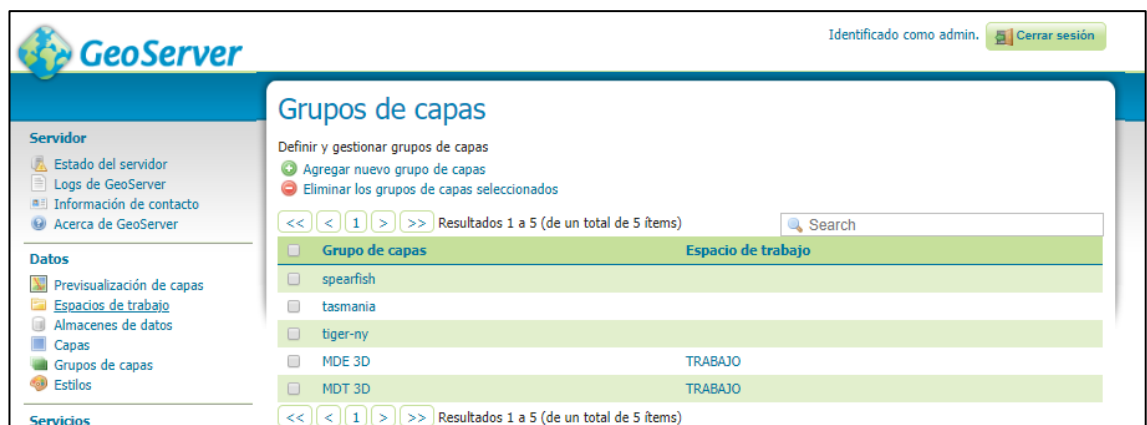 GeoServer
Identificado como admin.
Cerrar sesión
Servidor
Estado del servidor
Logs de GeoServer
Información de contacto
Acerca de GeoServer
Datos
Previsualización de capas
Espacios de trabajo
Almacenes de datos
Capas
Grupos de capas
Estilos
Servicios
Grupos de capas
Definir y gestionar grupos de capas
Agregar nuevo grupo de capas
Eliminar los grupos de capas seleccionados
<< < 1 > >> Resultados 1 a 5 (de un total de 5 ítems) Search
Grupo de capas Espacio de trabajo
spearfish
tasmania
tiger-ny
MDE 3D TRABAJO
MDT 3D TRABAJO
<< < 1 > >> Resultados 1 a 5 (de un total de 5 ítems)